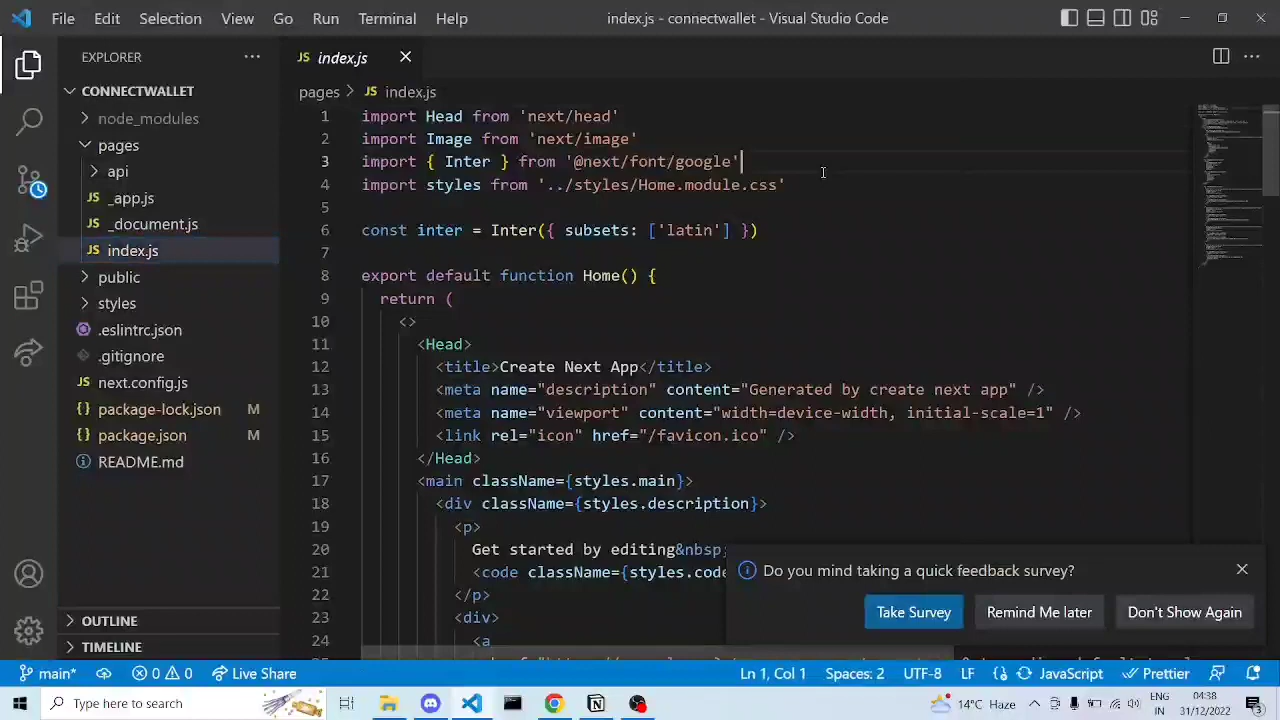 File Edit Selection View Go Run Terminal Help index.js - connectwallet - Visual Studio Code
EXPLORER
CONNECTWALLET
node_modules
pages
api
_app.js
_document.js
index.js
public
styles
.eslintrc.json
.gitignore
next.config.js
package-lock.json M
package.json M
README.md
OUTLINE
TIMELINE
JS index.js
pages > JS index.js
1 import Head from 'next/head'
2 import Image from 'next/image'
3 import { Inter } from '@next/font/google'
4 import styles from '../styles/Home.module.css'
5
6 const inter = Inter({ subsets: ['latin'] })
7
8 export default function Home() {
9 return (
10 <>
11 <Head>
12 <title>Create Next App</title>
13 <meta name="description" content="Generated by create next app" />
14 <meta name="viewport" content="width=device-width, initial-scale=1" />
15 <link rel="icon" href="/favicon.ico" />
16 </Head>
17 <main className={styles.main}>
18 <div className={styles.description}>
19 <p>
20 Get started by editing&nbsp;
21 <code className={styles.code
22 </p>
23 <div>
24 <a
Do you mind taking a quick feedback survey?
Take Survey Remind Me later Don't Show Again
main* 0 0 Live Share Ln 1, Col 1 Spaces: 2 UTF-8 LF JavaScript Prettier
Type here to search 14°C Haze ENG 04:38 PM
IN 31/12/2022